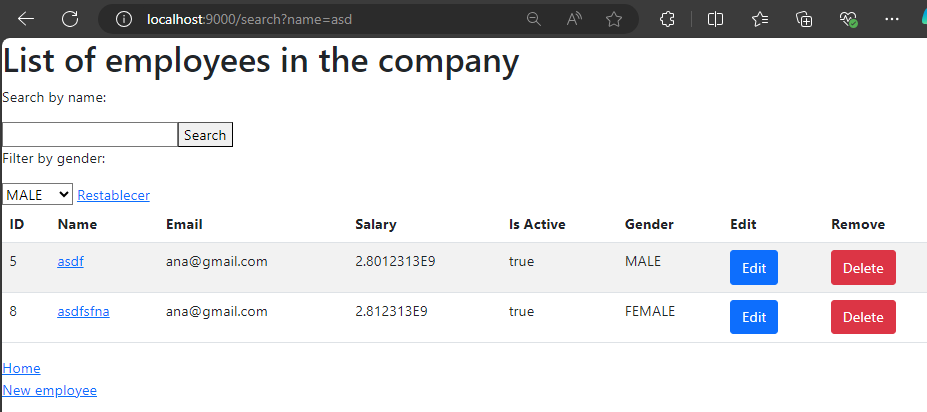 localhost:9000/search?name=asd
List of employees in the company
Search by name:
Search
Filter by gender:
MALE Restablecer
ID Name Email Salary Is Active Gender Edit Remove
5 asdf ana@gmail.com 2.8012313E9 true MALE Edit Delete
8 asdfsfna ana@gmail.com 2.812313E9 true FEMALE Edit Delete
Home
New employee